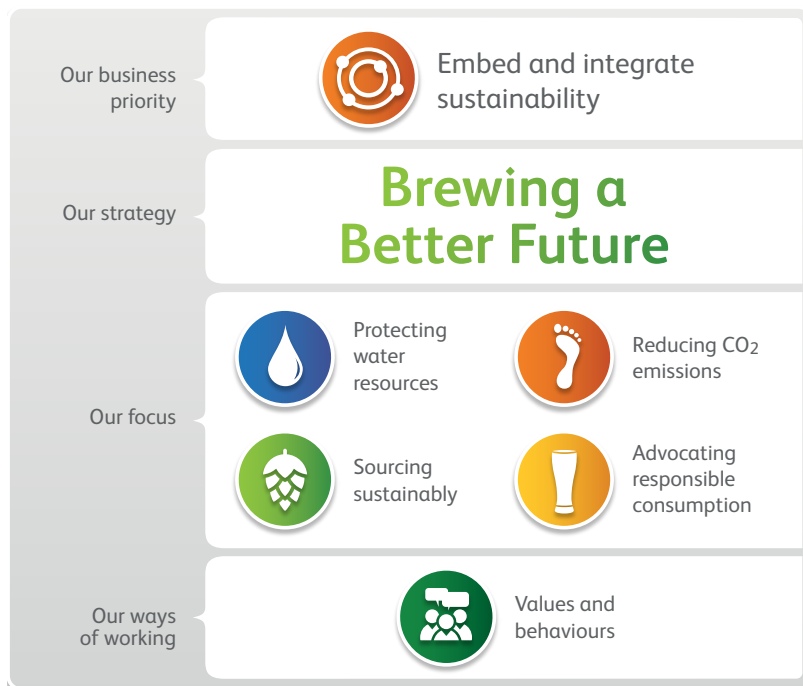 Our business
priority
Embed and integrate
sustainability
Our strategy
Brewing a
Better Future
Our focus
Protecting
water
resources
Reducing CO2
emissions
Sourcing
sustainably
Advocating
responsible
consumption
Our ways
of working
Values and
behaviours